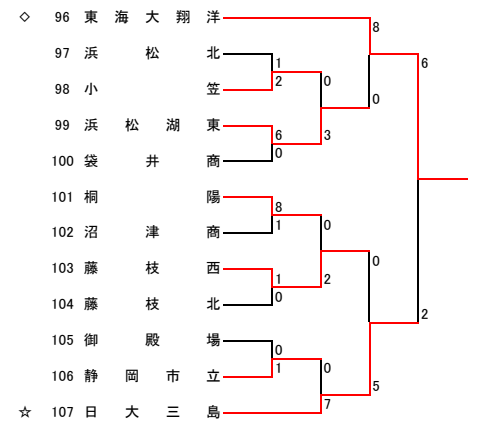 ◇ 96 東海大翔洋
8
97 浜松北
6
1
98 小笠
2 0
0
99 浜松湖東
6 3
100 袋井商
0
101 桐陽
8
102 沼津商
1 0
0
103 藤枝西
1 2
104 藤枝北
0
2
105 御殿場
0
106 静岡市立
1 0
5
☆ 107 日大三島
7